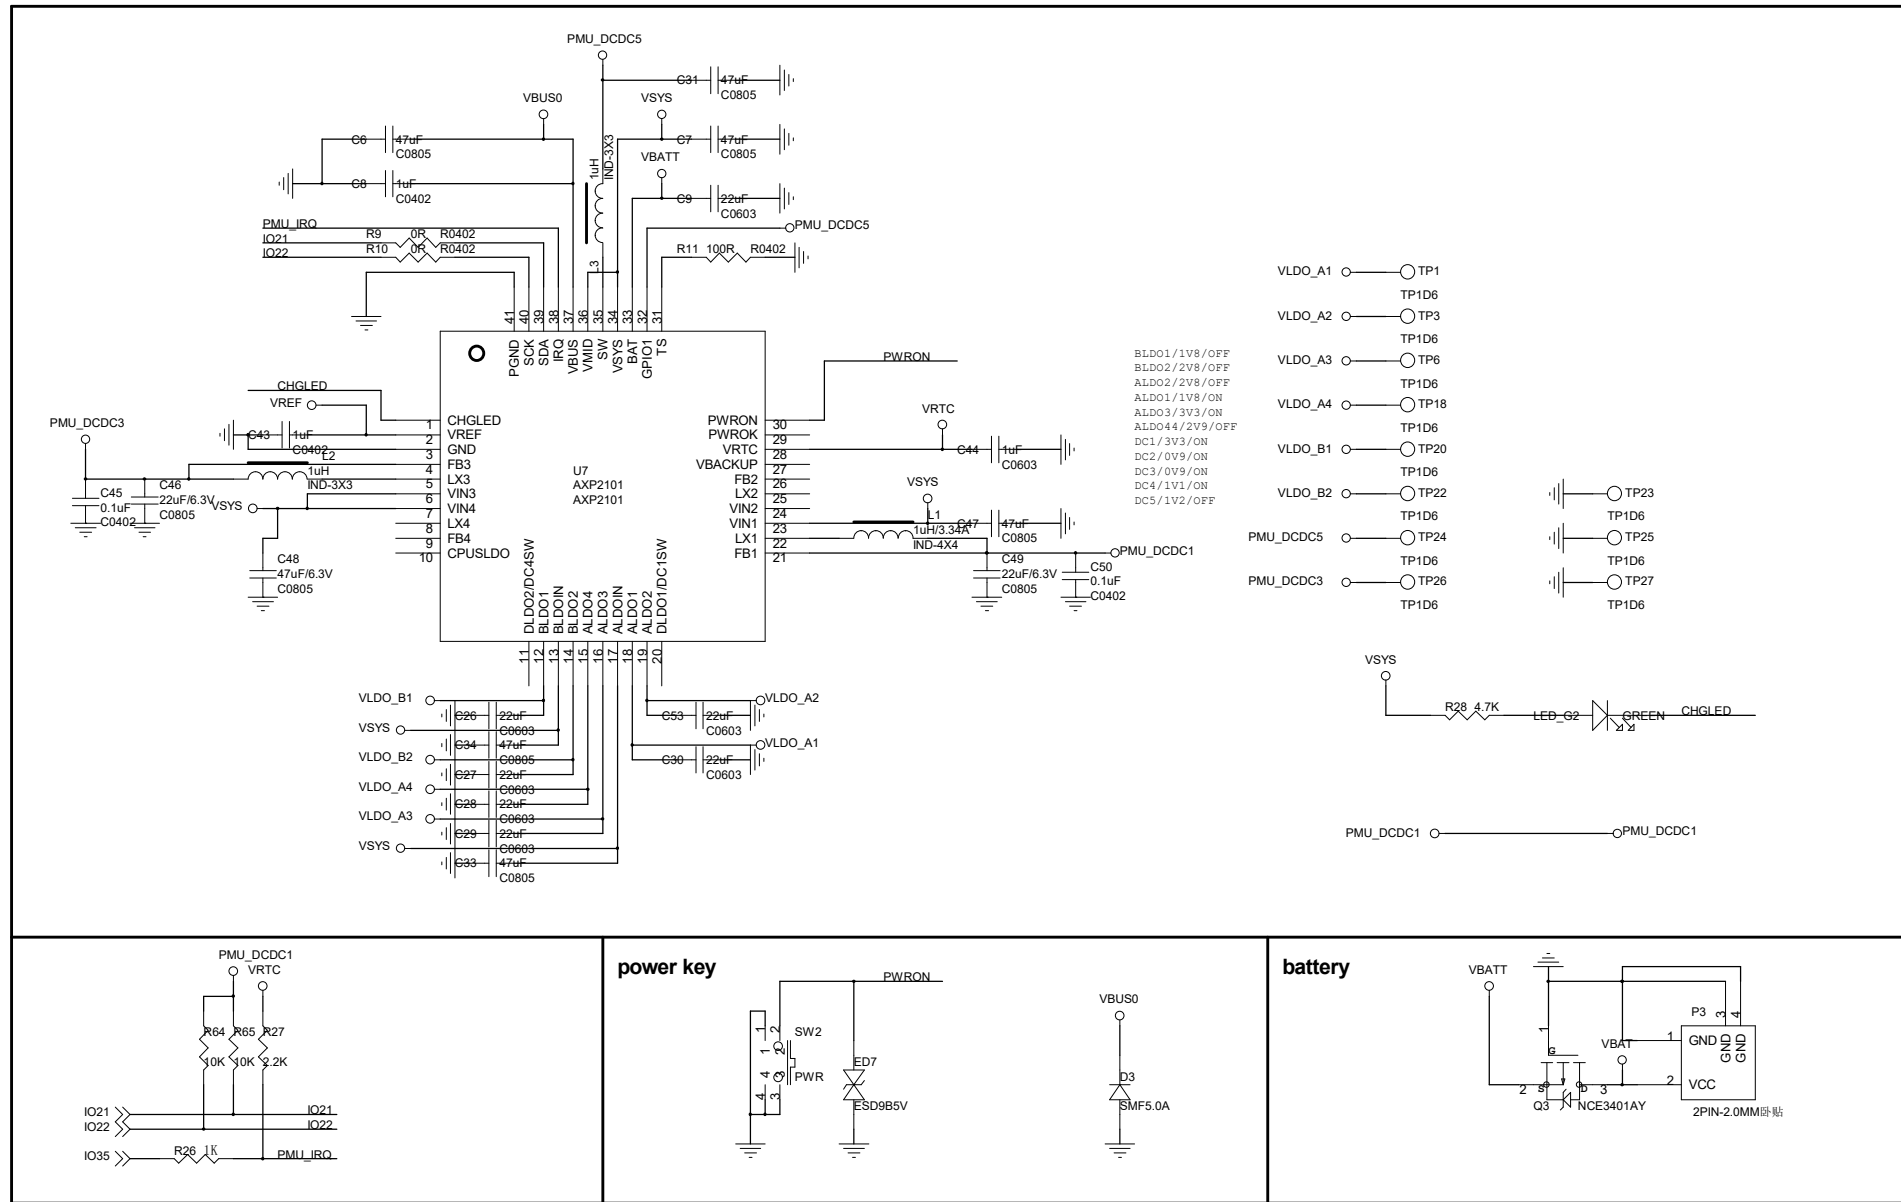 PMU_DCDC5
C31 47uF
C0805
VBUS0
VSYS
C6 47uF
C0805
C7 47uF
C0805
1uH
IND-3X3
L3
VBATT
C8 1uF
C0402
C9 22uF
C0603
PMU_IRQ
PMU_DCDC5
IO21 R9 0R R0402
IO22 R10 0R R0402
R11 100R R0402
41 40 39 38 37 36 35 34 33 32 31
PGND SCK SDA IRQ VBUS VMID SW VSYS BAT GPIO1 TS
PWRON
CHGLED
VREF
PMU_DCDC3
C43 1uF
C0402
L2
1uH
IND-3X3
C45
0.1uF
C0402
C46
22uF/6.3V
C0805
VSYS
C48
47uF/6.3V
C0805
1 CHGLED
2 VREF
3 GND
4 FB3
5 LX3
6 VIN3
7 VIN4
8 LX4
9 FB4
10 CPUSLDO
U7
AXP2101
AXP2101
PWRON 30
PWROK 29
VRTC 28
VBACKUP 27
FB2 26
LX2 25
VIN2 24
VIN1 23
LX1 22
FB1 21
VRTC
C44 1uF
C0603
VSYS
L1
1uH/3.34A
IND-4X4
C47 47uF
C0805
PMU_DCDC1
C49
22uF/6.3V
C0805
C50
0.1uF
C0402
DLDO2/DC4SW BLDO1 BLDOIN BLDO2 ALDO4 ALDO3 ALDOIN ALDO1 ALDO2 DLDO1/DC1SW
11 12 13 14 15 16 17 18 19 20
VLDO_B1
C26 22uF
C0603
VSYS
C34 47uF
C0805
VLDO_B2
C27 22uF
C0603
VLDO_A4
C28 22uF
C0603
VLDO_A3
C29 22uF
C0603
VSYS
C33 47uF
C0805
VLDO_A2
C53 22uF
C0603
VLDO_A1
C30 22uF
C0603
BLDO1/1V8/OFF
BLDO2/2V8/OFF
ALDO2/2V8/OFF
ALDO1/1V8/ON
ALDO3/3V3/ON
ALDO44/2V9/OFF
DC1/3V3/ON
DC2/0V9/ON
DC3/0V9/ON
DC4/1V1/ON
DC5/1V2/OFF
VLDO_A1 TP1
TP1D6
VLDO_A2 TP3
TP1D6
VLDO_A3 TP6
TP1D6
VLDO_A4 TP18
TP1D6
VLDO_B1 TP20
TP1D6
VLDO_B2 TP22
TP1D6
PMU_DCDC5 TP24
TP1D6
PMU_DCDC3 TP26
TP1D6
TP23
TP1D6
TP25
TP1D6
TP27
TP1D6
VSYS
R28 4.7K LED_G2 GREEN CHGLED
PMU_DCDC1 PMU_DCDC1
PMU_DCDC1
VRTC
R64 R65 R27
10K 10K 2.2K
IO21 IO21
IO22 IO22
IO35 R26 1K PMU_IRQ
power key
PWRON
1 2
1 2
4 3
4 3
SW2
PWR
ED7
ESD9B5V
VBUS0
D3
SMF5.0A
battery
VBATT
1
G
S D
2 3
Q3 NCE3401AY
VBAT
P3
3 4
1 GND GND GND
2 VCC
2PIN-2.0MM卧贴